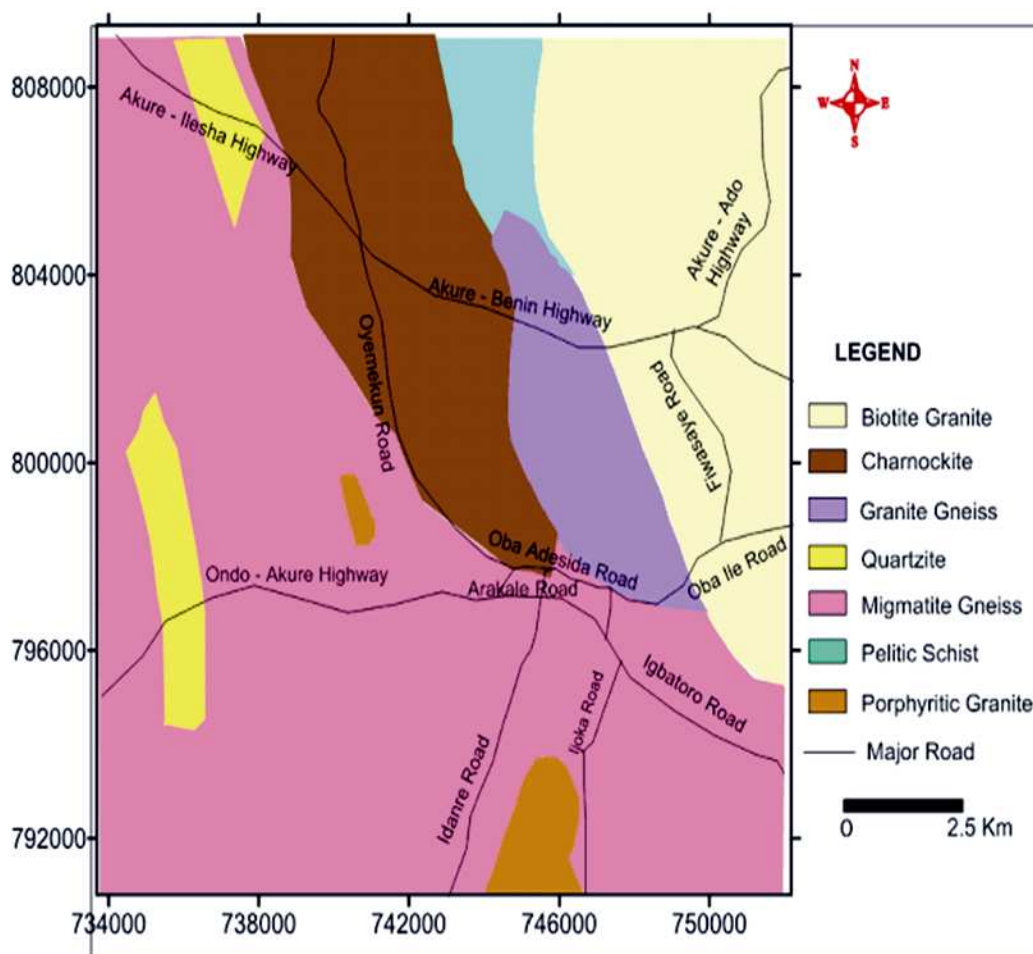 808000
804000
800000
796000
792000
734000
738000
742000
746000
750000
Akure - Ilesha Highway
Akure - Benin Highway
Akure - Ado
Highway
Oyemekun Road
Fiwasaye Road
Oba Adesida Road
Oba Ile Road
Ondo - Akure Highway
Arakale Road
Igbatoro Road
Ijoka Road
Idanre Road
N
W
E
S
LEGEND
Biotite Granite
Charnockite
Granite Gneiss
Quartzite
Migmatite Gneiss
Pelitic Schist
Porphyritic Granite
Major Road
0 2.5 Km